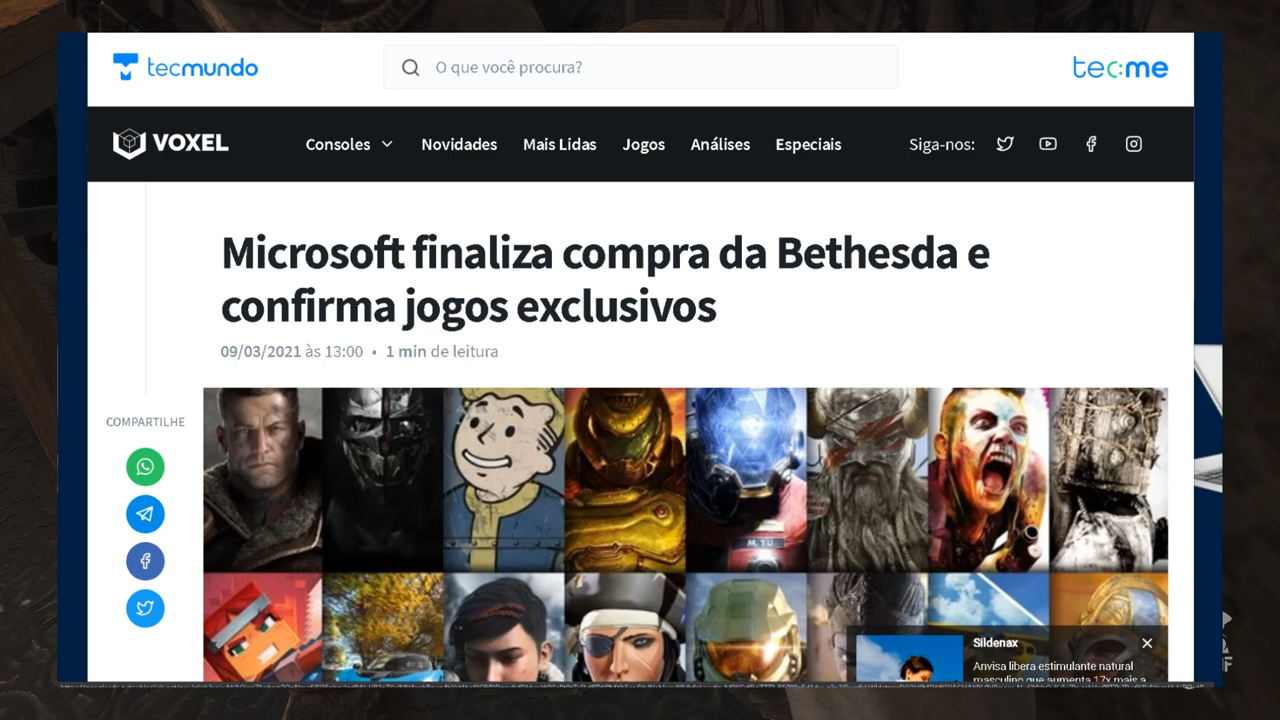 tecmundo
O que você procura?
tec:me
VOXEL
Consoles
Novidades
Mais Lidas
Jogos
Análises
Especiais
Siga-nos:
Microsoft finaliza compra da Bethesda e
confirma jogos exclusivos
09/03/2021 às 13:00 • 1 min de leitura
COMPARTILHE
M. YU
Sildenax
Anvisa libera estimulante natural
masculino que aumenta 17x mais a